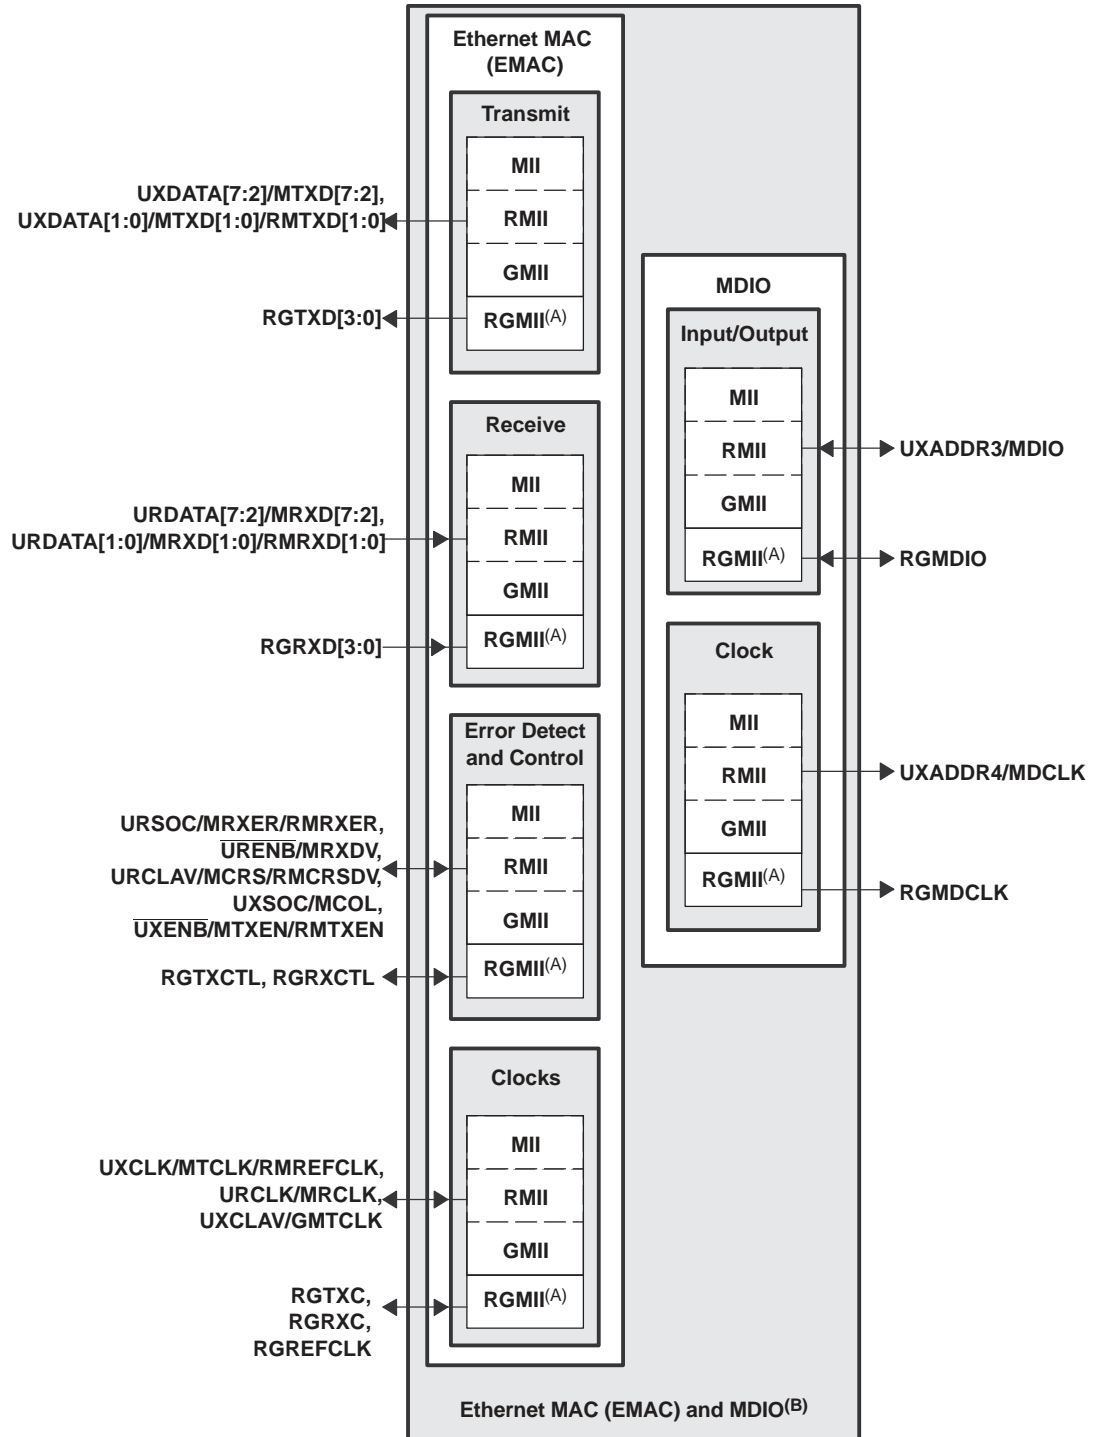 Ethernet MAC
(EMAC)
Transmit
MII
RMII
GMII
RGMII(A)
UXDATA[7:2]/MTXD[7:2],
UXDATA[1:0]/MTXD[1:0]/RMTXD[1:0]
RGTXD[3:0]
Receive
MII
RMII
GMII
RGMII(A)
URDATA[7:2]/MRXD[7:2],
URDATA[1:0]/MRXD[1:0]/RMRXD[1:0]
RGRXD[3:0]
Error Detect
and Control
MII
RMII
GMII
RGMII(A)
URSOC/MRXER/RMRXER,
URENB/MRXDV,
URCLAV/MCRS/RMCRSDV,
UXSOC/MCOL,
UXENB/MTXEN/RMTXEN
RGTXCTL, RGRXCTL
Clocks
MII
RMII
GMII
RGMII(A)
UXCLK/MTCLK/RMREFCLK,
URCLK/MRCLK,
UXCLAV/GMTCLK
RGTXC,
RGRXC,
RGREFCLK
MDIO
Input/Output
MII
RMII
GMII
RGMII(A)
UXADDR3/MDIO
RGMDIO
Clock
MII
RMII
GMII
RGMII(A)
UXADDR4/MDCLK
RGMDCLK
Ethernet MAC (EMAC) and MDIO(B)